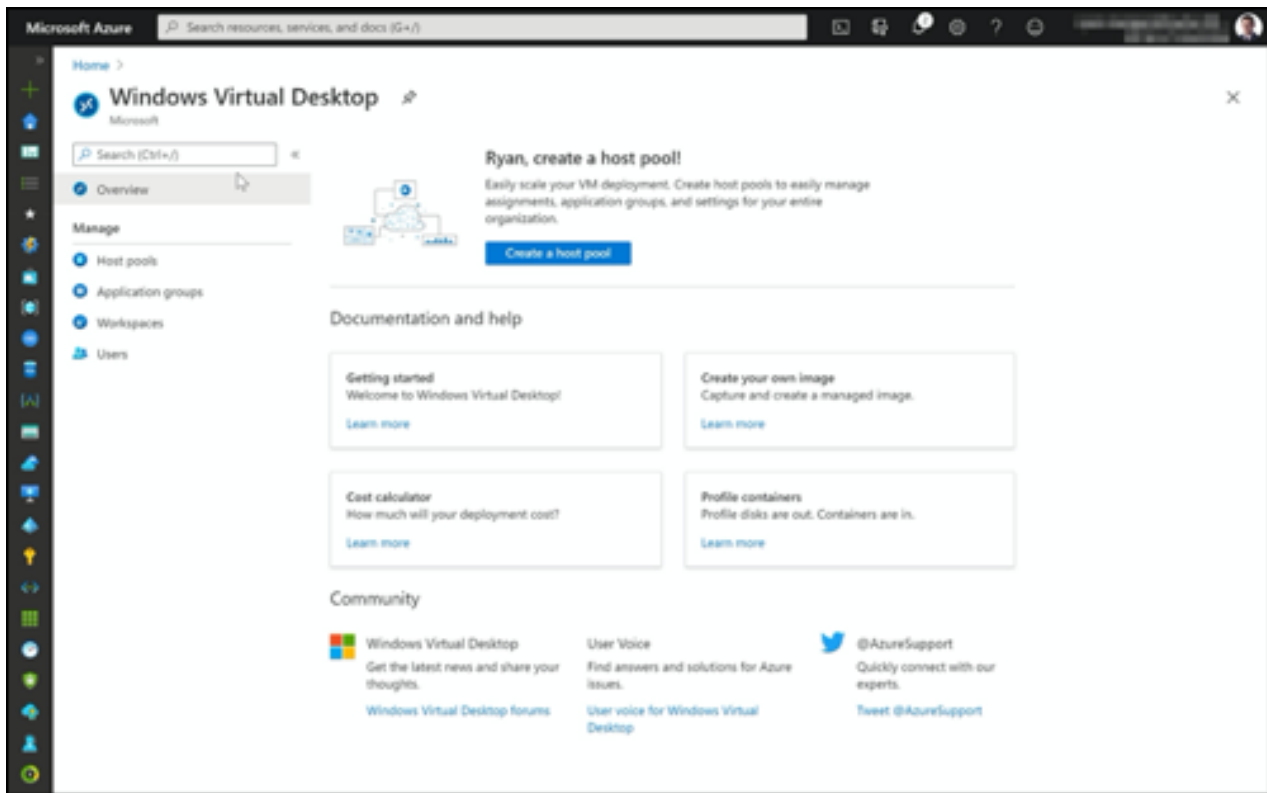 Microsoft Azure
Search resources, services, and docs (G+/)
Home >
Windows Virtual Desktop
Microsoft
Search (Ctrl+/)
Overview
Manage
Host pools
Application groups
Workspaces
Users
Ryan, create a host pool!
Easily scale your VM deployment. Create host pools to easily manage
assignments, application groups, and settings for your entire
organization.
Create a host pool
Documentation and help
Getting started
Welcome to Windows Virtual Desktop!
Learn more
Create your own image
Capture and create a managed image.
Learn more
Cost calculator
How much will your deployment cost?
Learn more
Profile containers
Profile disks are out. Containers are in.
Learn more
Community
Windows Virtual Desktop
Get the latest news and share your
thoughts.
Windows Virtual Desktop forums
User Voice
Find answers and solutions for Azure
issues.
User voice for Windows Virtual
Desktop
@AzureSupport
Quickly connect with our
experts.
Tweet @AzureSupport